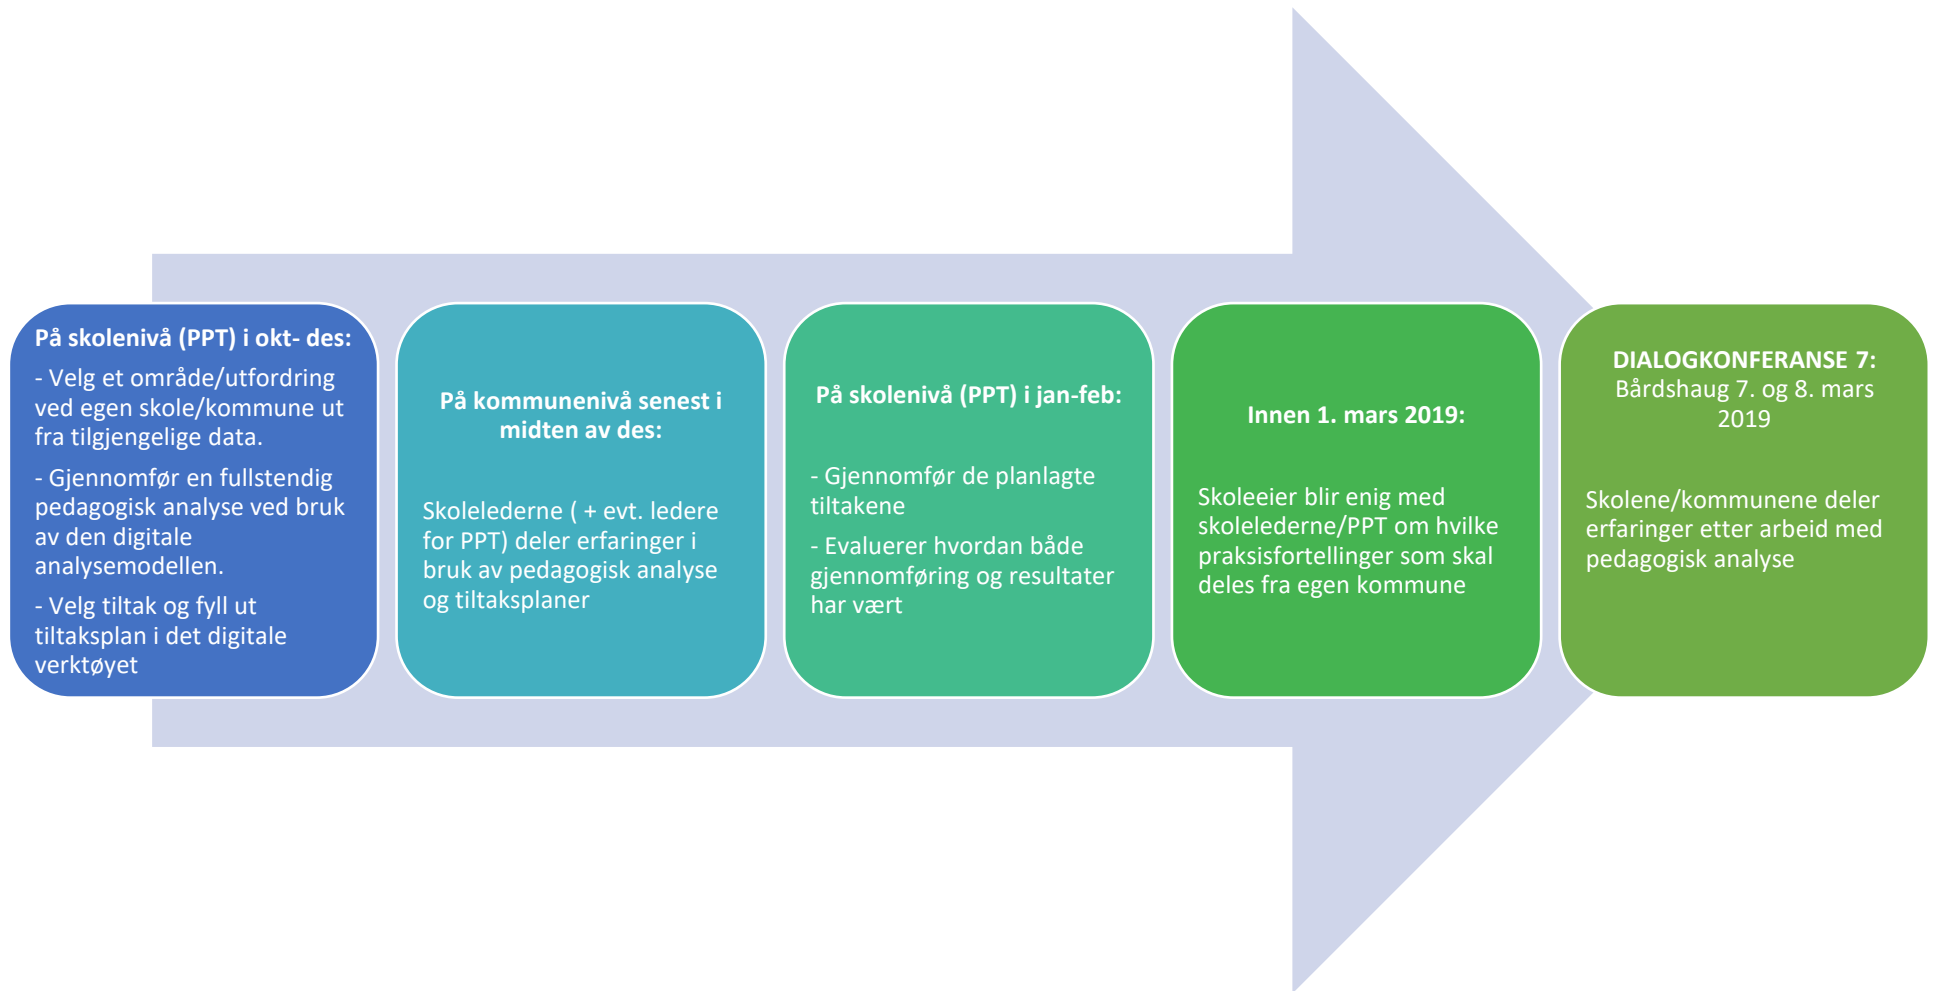 På skolenivå (PPT) i okt- des:
- Velg et område/utfordring
ved egen skole/kommune ut
fra tilgjengelige data.
- Gjennomfør en fullstendig
pedagogisk analyse ved bruk
av den digitale
analysemodellen.
- Velg tiltak og fyll ut
tiltaksplan i det digitale
verktøyet
På kommunenivå senest i
midten av des:
Skolelederne ( + evt. ledere
for PPT) deler erfaringer i
bruk av pedagogisk analyse
og tiltaksplaner
På skolenivå (PPT) i jan-feb:
- Gjennomfør de planlagte
tiltakene
- Evaluerer hvordan både
gjennomføring og resultater
har vært
Innen 1. mars 2019:
Skoleeier blir enig med
skolelederne/PPT om hvilke
praksisfortellinger som skal
deles fra egen kommune
DIALOGKONFERANSE 7:
Bårdshaug 7. og 8. mars
2019
Skolene/kommunene deler
erfaringer etter arbeid med
pedagogisk analyse